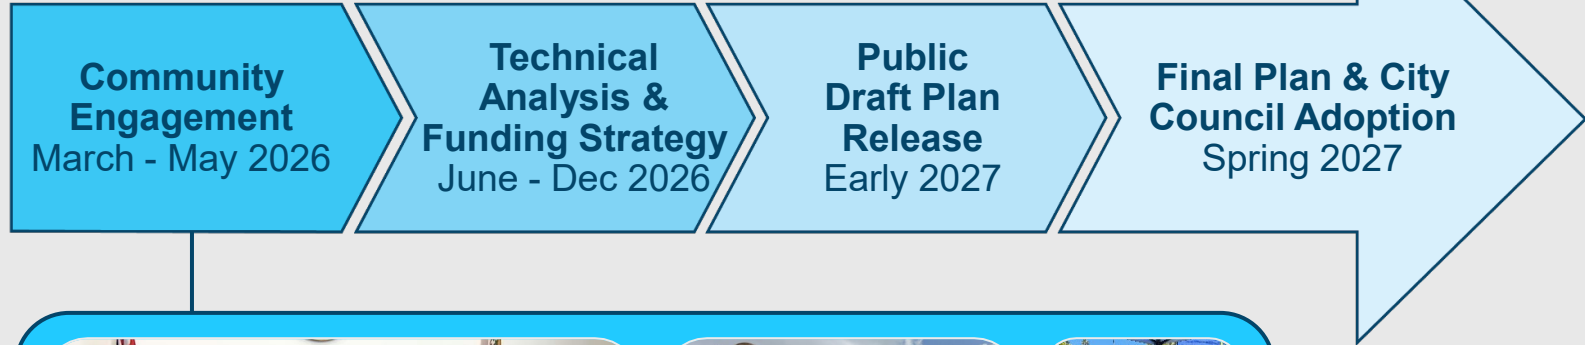 Community
Engagement
March - May 2026
Technical
Analysis &
Funding Strategy
June - Dec 2026
Public
Draft Plan
Release
Early 2027
Final Plan & City
Council Adoption
Spring 2027